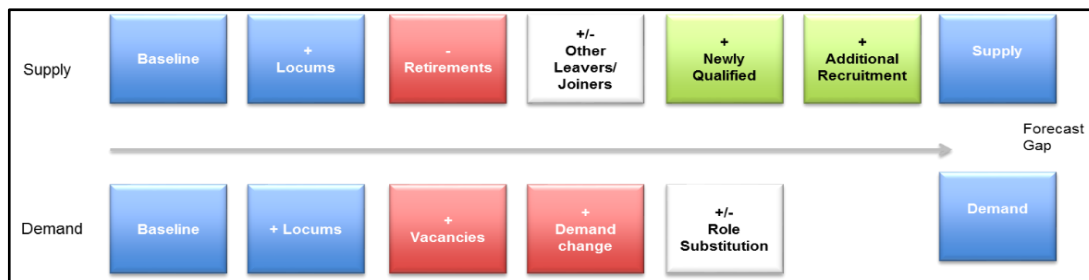 Supply
Baseline
+
Locums
-
Retirements
+/-
Other
Leavers/
Joiners
+
Newly
Qualified
+
Additional
Recruitment
Supply
Forecast
Gap
Demand
Baseline
+ Locums
+
Vacancies
+
Demand
change
+/-
Role
Substitution
Demand